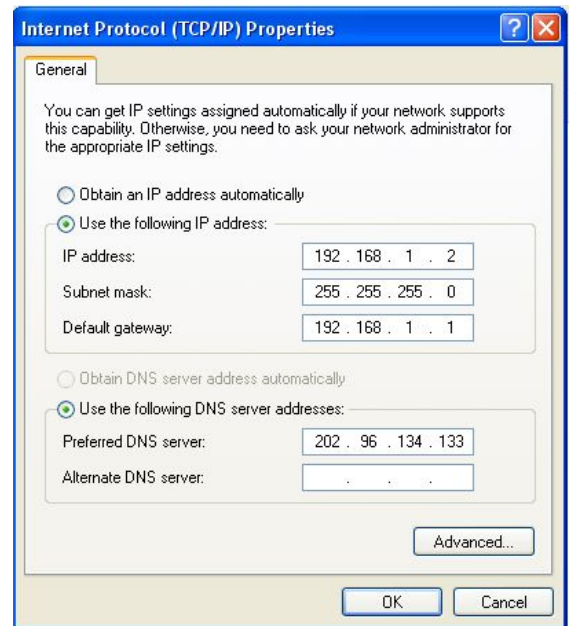 Internet Protocol (TCP/IP) Properties
General
You can get IP settings assigned automatically if your network supports
this capability. Otherwise, you need to ask your network administrator for
the appropriate IP settings.
Obtain an IP address automatically
Use the following IP address:
IP address: 192 . 168 . 1 . 2
Subnet mask: 255 . 255 . 255 . 0
Default gateway: 192 . 168 . 1 . 1
Obtain DNS server address automatically
Use the following DNS server addresses:
Preferred DNS server: 202 . 96 . 134 . 133
Alternate DNS server: . . .
Advanced...
OK Cancel